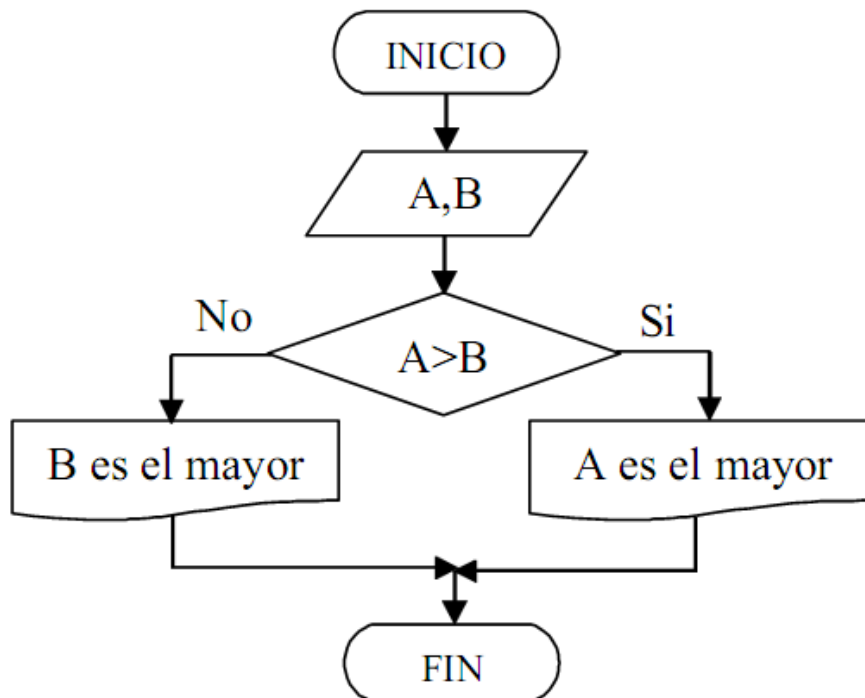 INICIO
A,B
No
Si
A>B
B es el mayor
A es el mayor
FIN